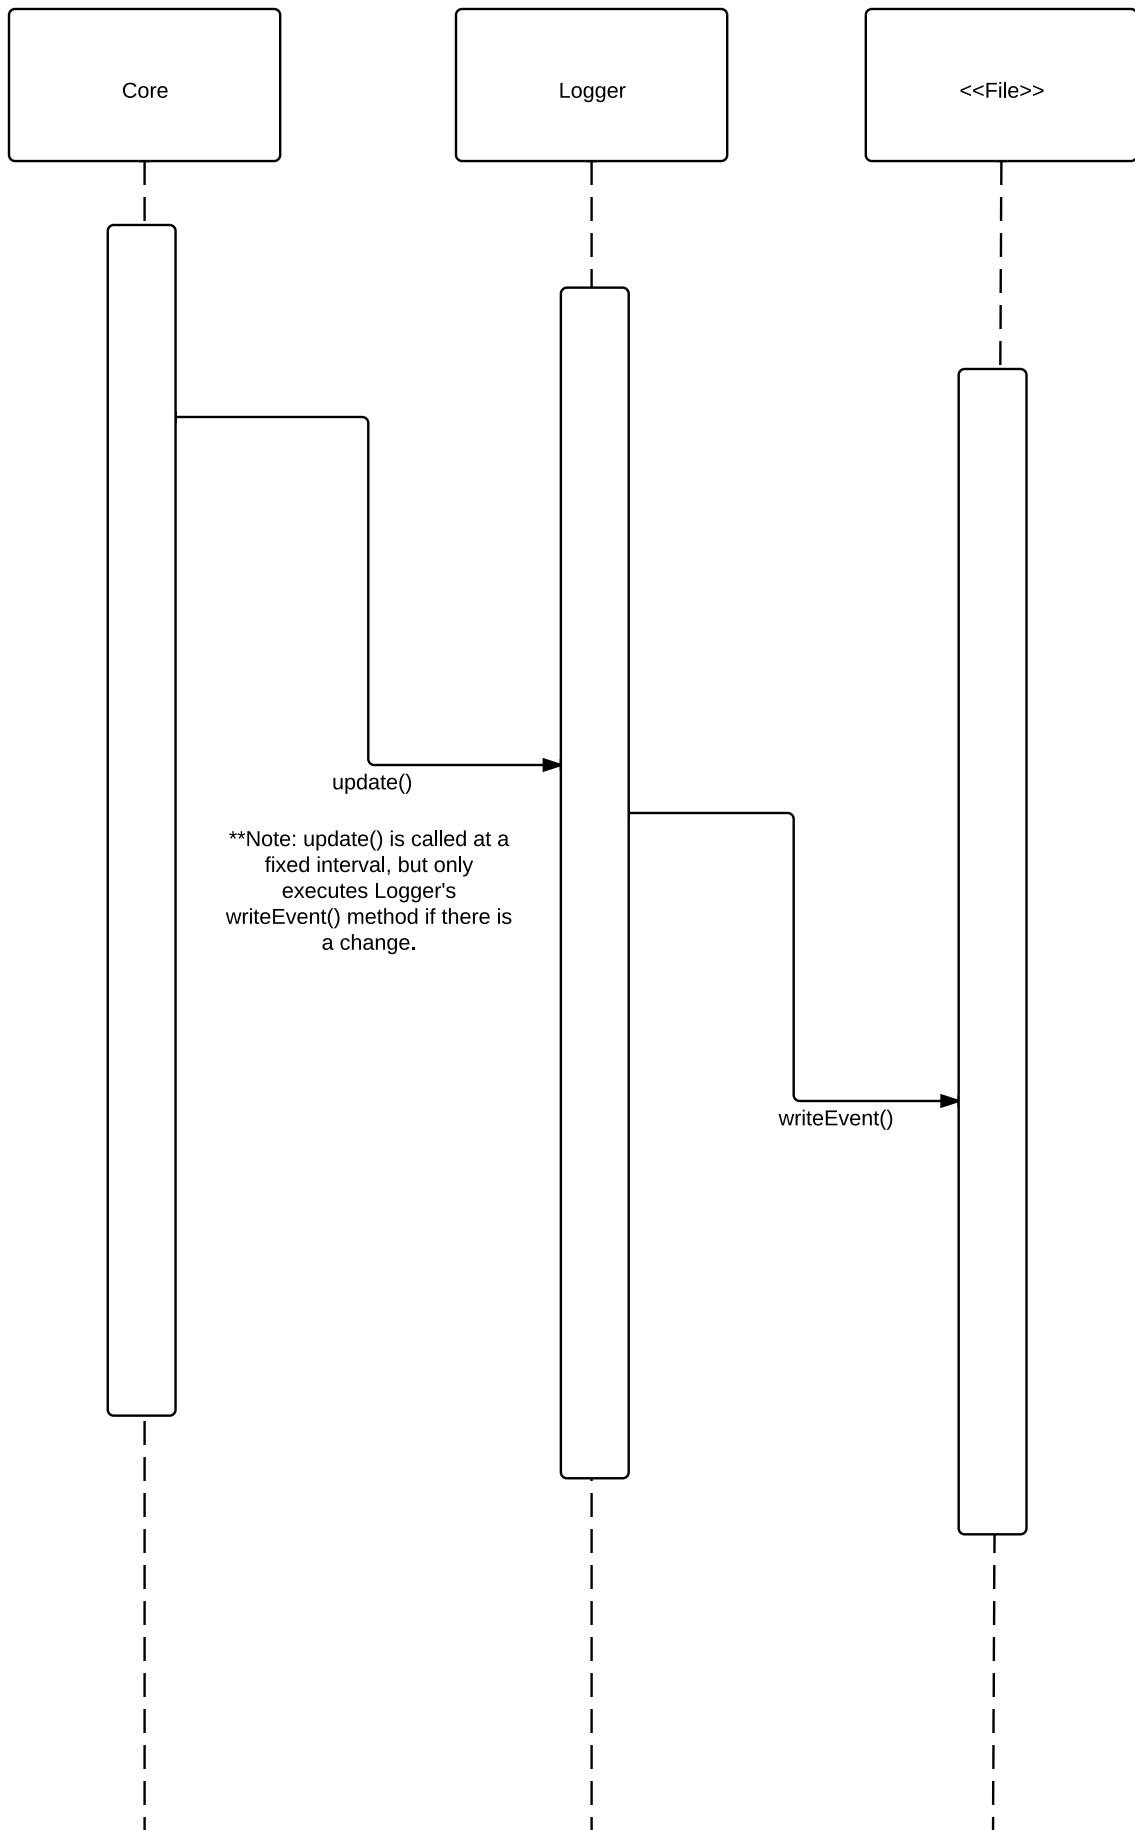 Core
Logger
<<File>>
update()
**Note: update() is called at a
fixed interval, but only
executes Logger's
writeEvent() method if there is
a change.
writeEvent()